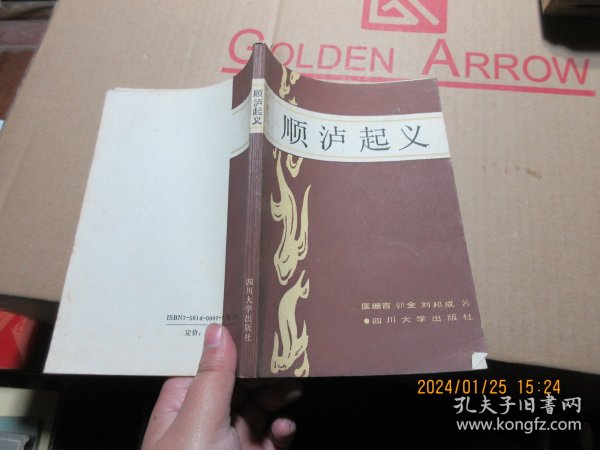 GOLDEN ARROW
顺泸起义
顺泸起义
匡珊吉 郭全 刘邦成 著
●四川大学出版社
四川大学出版社
ISBN7-5614-0097-
定价:
2024/01/25 15:24
孔夫子旧书网
www.kongfz.com